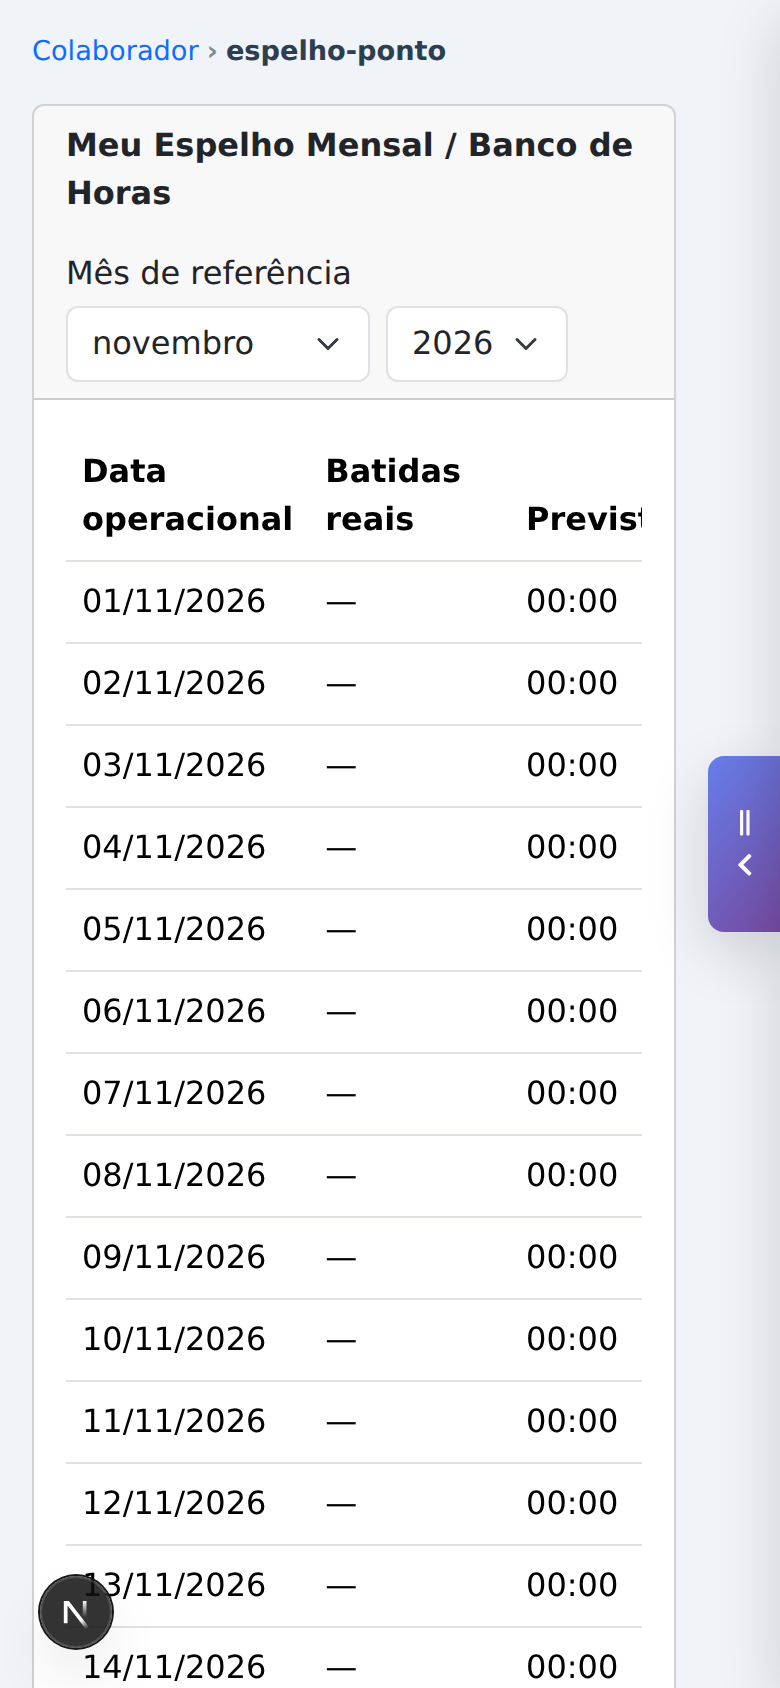 Colaborador › espelho-ponto
Meu Espelho Mensal / Banco de
Horas
Mês de referência
novembro 2026
Data operacional Batidas reais Previst
01/11/2026 — 00:00
02/11/2026 — 00:00
03/11/2026 — 00:00
04/11/2026 — 00:00
05/11/2026 — 00:00
06/11/2026 — 00:00
07/11/2026 — 00:00
08/11/2026 — 00:00
09/11/2026 — 00:00
10/11/2026 — 00:00
11/11/2026 — 00:00
12/11/2026 — 00:00
13/11/2026 — 00:00
14/11/2026 — 00:00
N